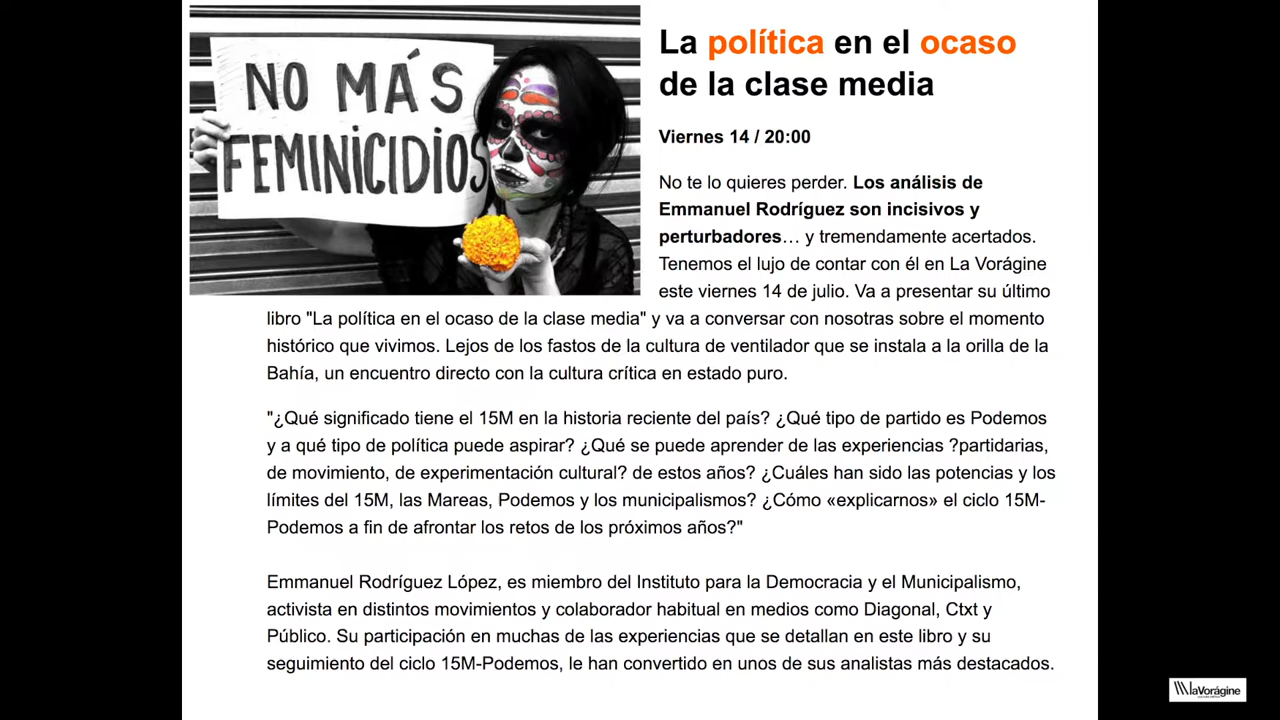 NO MÁS
FEMINICIDIOS
La política en el ocaso
de la clase media
Viernes 14 / 20:00
No te lo quieres perder. Los análisis de
Emmanuel Rodríguez son incisivos y
perturbadores… y tremendamente acertados.
Tenemos el lujo de contar con él en La Vorágine
este viernes 14 de julio. Va a presentar su último
libro "La política en el ocaso de la clase media" y va a conversar con nosotras sobre el momento
histórico que vivimos. Lejos de los fastos de la cultura de ventilador que se instala a la orilla de la
Bahía, un encuentro directo con la cultura crítica en estado puro.
"¿Qué significado tiene el 15M en la historia reciente del país? ¿Qué tipo de partido es Podemos
y a qué tipo de política puede aspirar? ¿Qué se puede aprender de las experiencias ?partidarias,
de movimiento, de experimentación cultural? de estos años? ¿Cuáles han sido las potencias y los
límites del 15M, las Mareas, Podemos y los municipalismos? ¿Cómo «explicarnos» el ciclo 15M-
Podemos a fin de afrontar los retos de los próximos años?"
Emmanuel Rodríguez López, es miembro del Instituto para la Democracia y el Municipalismo,
activista en distintos movimientos y colaborador habitual en medios como Diagonal, Ctxt y
Público. Su participación en muchas de las experiencias que se detallan en este libro y su
seguimiento del ciclo 15M-Podemos, le han convertido en unos de sus analistas más destacados.
laVorágine